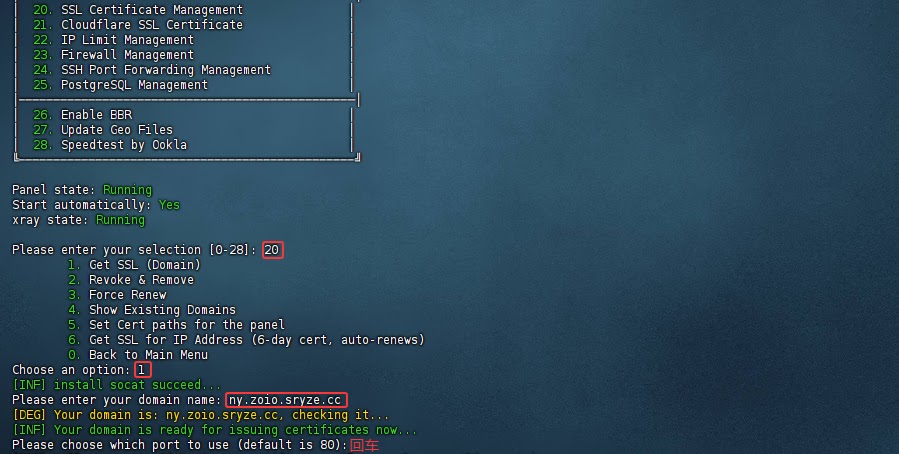 20. SSL Certificate Management
21. Cloudflare SSL Certificate
22. IP Limit Management
23. Firewall Management
24. SSH Port Forwarding Management
25. PostgreSQL Management
26. Enable BBR
27. Update Geo Files
28. Speedtest by Ookla
Panel state: Running
Start automatically: Yes
xray state: Running
Please enter your selection [0-28]: 20
1. Get SSL (Domain)
2. Revoke & Remove
3. Force Renew
4. Show Existing Domains
5. Set Cert paths for the panel
6. Get SSL for IP Address (6-day cert, auto-renews)
0. Back to Main Menu
Choose an option: 1
[INF] install socat succeed...
Please enter your domain name: ny.zoio.sryze.cc
[DEG] Your domain is: ny.zoio.sryze.cc, checking it...
[INF] Your domain is ready for issuing certificates now...
Please choose which port to use (default is 80): 回车